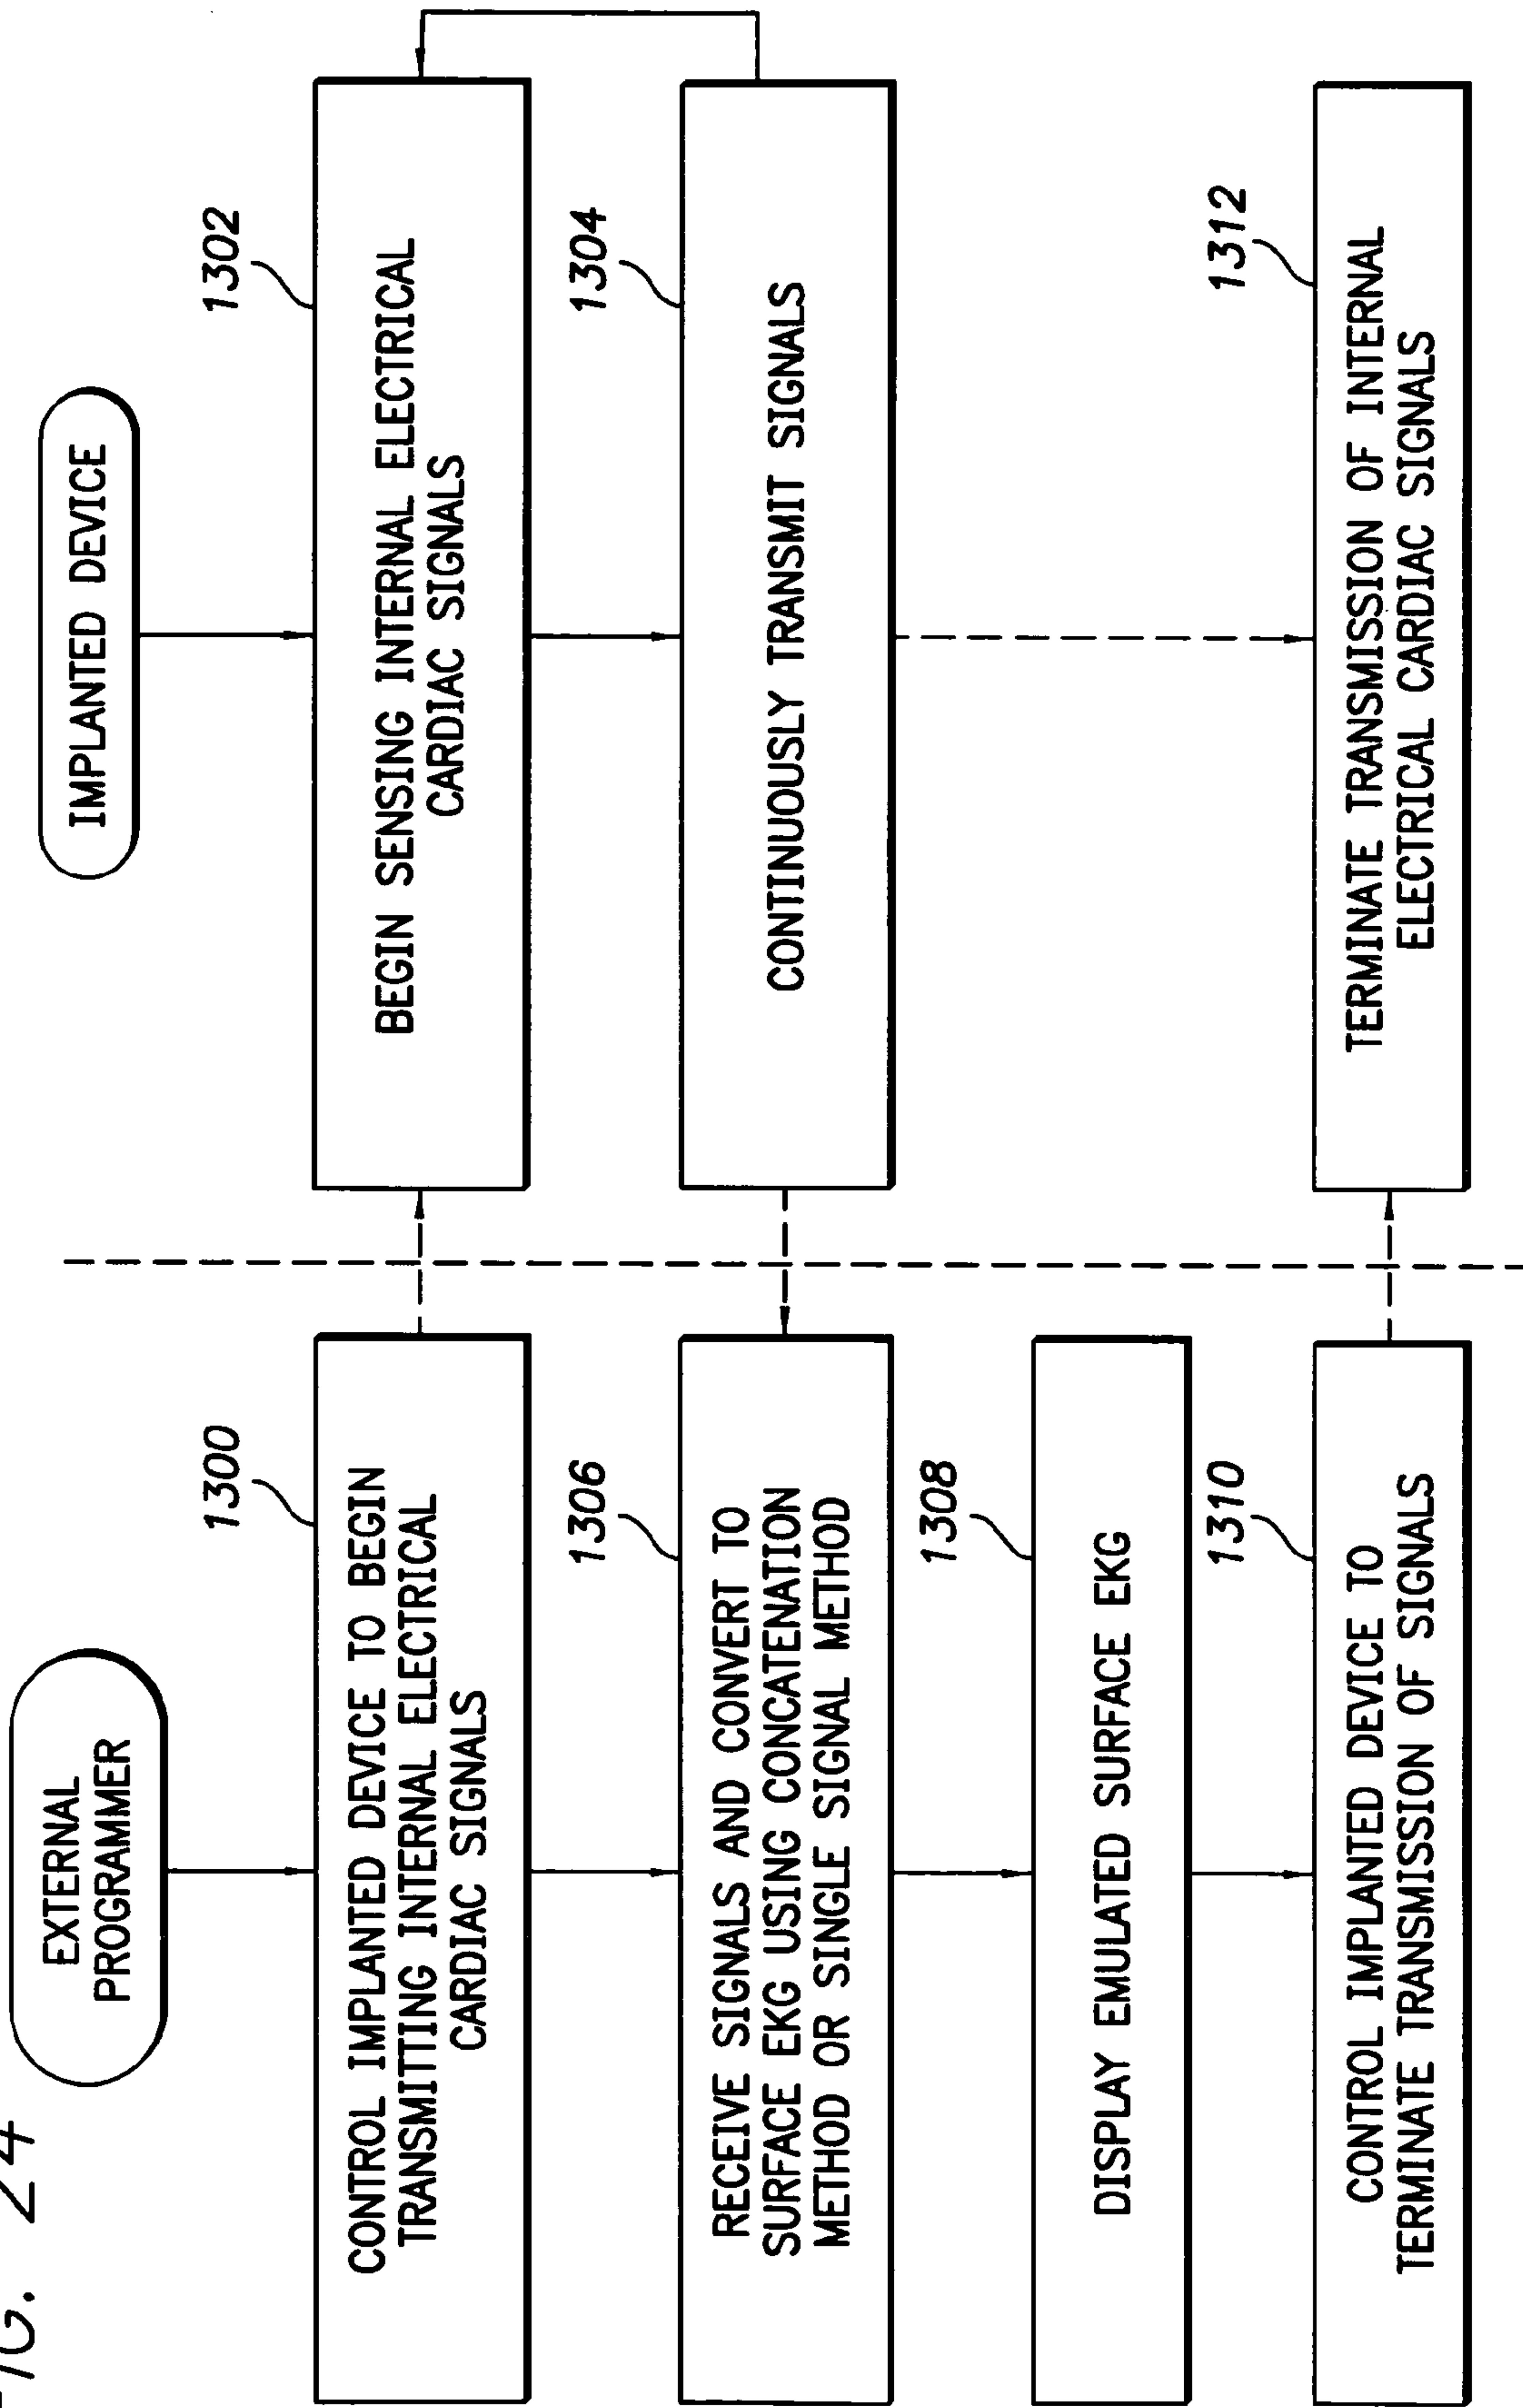 FIG. 24
EXTERNAL
PROGRAMMER
1300
CONTROL IMPLANTED DEVICE TO BEGIN
TRANSMITTING INTERNAL ELECTRICAL
CARDIAC SIGNALS
1306
RECEIVE SIGNALS AND CONVERT TO
SURFACE EKG USING CONCATENATION
METHOD OR SINGLE SIGNAL METHOD
1308
DISPLAY EMULATED SURFACE EKG
1310
CONTROL IMPLANTED DEVICE TO
TERMINATE TRANSMISSION OF SIGNALS
IMPLANTED DEVICE
1302
BEGIN SENSING INTERNAL ELECTRICAL
CARDIAC SIGNALS
1304
CONTINUOUSLY TRANSMIT SIGNALS
1312
TERMINATE TRANSMISSION OF INTERNAL
ELECTRICAL CARDIAC SIGNALS